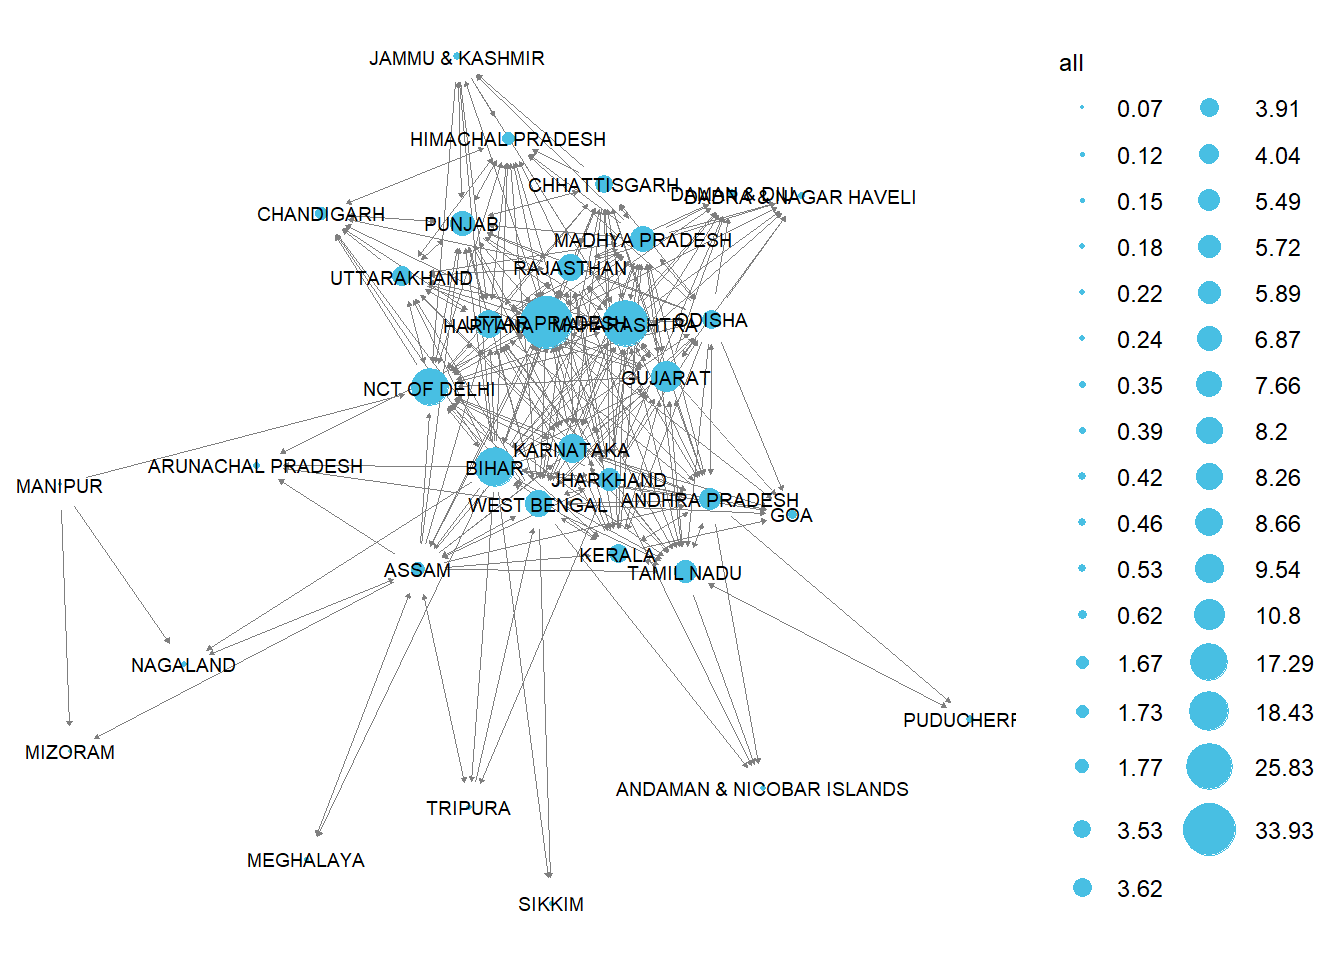 JAMMU & KASHMIR
HIMACHAL PRADESH
CHHATTISGARH
DAMAN & DIU
DADRA & NAGAR HAVELI
CHANDIGARH
PUNJAB
MADHYA PRADESH
RAJASTHAN
UTTARAKHAND
HARYANA
UTTAR PRADESH
MAHARASHTRA
ODISHA
GUJARAT
NCT OF DELHI
KARNATAKA
ARUNACHAL PRADESH
BIHAR
JHARKHAND
MANIPUR
WEST BENGAL
ANDHRA PRADESH
GOA
KERALA
ASSAM
TAMIL NADU
NAGALAND
PUDUCHERR
MIZORAM
ANDAMAN & NICOBAR ISLANDS
TRIPURA
MEGHALAYA
SIKKIM
all
0.07
0.12
0.15
0.18
0.22
0.24
0.35
0.39
0.42
0.46
0.53
0.62
1.67
1.73
1.77
3.53
3.62
3.91
4.04
5.49
5.72
5.89
6.87
7.66
8.2
8.26
8.66
9.54
10.8
17.29
18.43
25.83
33.93